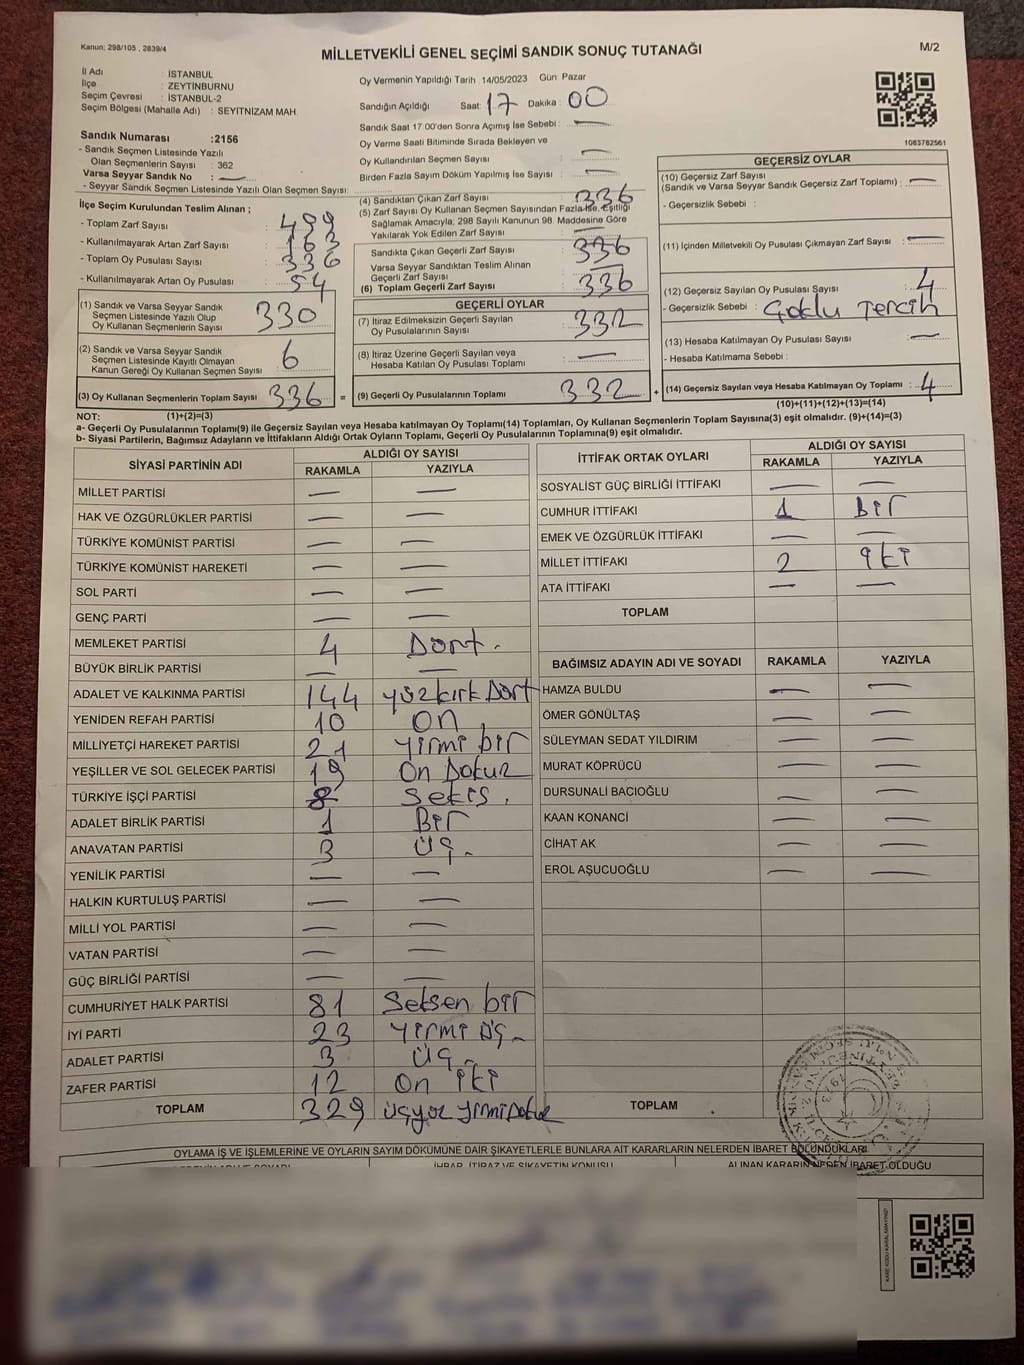 Kanun: 298/105 , 2839/4
MİLLETVEKİLİ GENEL SEÇİMİ SANDIK SONUÇ TUTANAĞI
M/2
İl Adı : İSTANBUL
İlçe : ZEYTİNBURNU
Seçim Çevresi : İSTANBUL-2
Seçim Bölgesi (Mahalle Adı) : SEYİTNİZAM MAH.
Oy Vermenin Yapıldığı Tarih 14/05/2023 Gün: Pazar
Sandığın Açıldığı Saat: 17 Dakika: 00
Sandık Saat 17:00'den Sonra Açımış İse Sebebi: —
Oy Verme Saati Bitiminde Sırada Bekleyen ve
Oy Kullandırılan Seçmen Sayısı : —
Birden Fazla Sayım Döküm Yapılmış İse Sayısı : —
1083782561
Sandık Numarası :2156
- Sandık Seçmen Listesinde Yazılı
Olan Seçmenlerin Sayısı : 362
Varsa Seyyar Sandık No : —
- Seyyar Sandık Seçmen Listesinde Yazılı Olan Seçmen Sayısı:
İlçe Seçim Kurulundan Teslim Alınan ;
- Toplam Zarf Sayısı : 499
- Kullanılmayarak Artan Zarf Sayısı : 163
- Toplam Oy Pusulası Sayısı : 336
- Kullanılmayarak Artan Oy Pusulası : 54
(1) Sandık ve Varsa Seyyar Sandık
Seçmen Listesinde Yazılı Olup
Oy Kullanan Seçmenlerin Sayısı 330
(2) Sandık ve Varsa Seyyar Sandık
Seçmen Listesinde Kayıtlı Olmayan
Kanun Gereği Oy Kullanan Seçmen Sayısı 6
(3) Oy Kullanan Seçmenlerin Toplam Sayısı 336 =
(4) Sandıktan Çıkan Zarf Sayısı : 336
(5) Zarf Sayısı Oy Kullanan Seçmen Sayısından Fazla İse, Eşitliği
Sağlamak Amacıyla; 298 Sayılı Kanunun 98. Maddesine Göre
Yakılarak Yok Edilen Zarf Sayısı : —
Sandıkta Çıkan Geçerli Zarf Sayısı : 336
Varsa Seyyar Sandıktan Teslim Alınan
Geçerli Zarf Sayısı : —
(6) Toplam Geçerli Zarf Sayısı : 336
GEÇERLİ OYLAR
(7) İtiraz Edilmeksizin Geçerli Sayılan
Oy Pusulalarının Sayısı : 332
(8) İtiraz Üzerine Geçerli Sayılan veya
Hesaba Katılan Oy Pusulası Toplamı : —
(9) Geçerli Oy Pusulalarının Toplamı 332 +
GEÇERSİZ OYLAR
(10) Geçersiz Zarf Sayısı
(Sandık ve Varsa Seyyar Sandık Geçersiz Zarf Toplamı) : —
- Geçersizlik Sebebi :
(11) İçinden Milletvekili Oy Pusulası Çıkmayan Zarf Sayısı : —
(12) Geçersiz Oy Pusulası Sayısı : 4
- Geçersizlik Sebebi : Çoklu Tercih
(13) Hesaba Katılmayan Oy Pusulası Sayısı : —
- Hesaba Katılmama Sebebi :
(14) Geçersiz Sayılan veya Hesaba Katılmayan Oy Toplamı : 4
(10)+(11)+(12)+(13)=(14)
NOT: (1)+(2)=(3)
a- Geçerli Oy Pusulalarının Toplamı(9) ile Geçersiz Sayılan veya Hesaba katılmayan Oy Toplamı(14) Toplamları, Oy Kullanan Seçmenlerin Toplam Sayısına(3) eşit olmalıdır. (9)+(14)=(3)
b- Siyasi Partilerin, Bağımsız Adayların ve İttifakların Aldığı Ortak Oyların Toplamı, Geçerli Oy Pusulalarının Toplamına(9) eşit olmalıdır.
SİYASİ PARTİNİN ADI ALDIĞI OY SAYISI
RAKAMLA YAZIYLA
MİLLET PARTİSİ — —
HAK VE ÖZGÜRLÜKLER PARTİSİ — —
TÜRKİYE KOMÜNİST PARTİSİ — —
TÜRKİYE KOMÜNİST HAREKETİ — —
SOL PARTİ — —
GENÇ PARTİ — —
MEMLEKET PARTİSİ 4 Dört.
BÜYÜK BİRLİK PARTİSİ — —
ADALET VE KALKINMA PARTİSİ 144 yüzkırk Dört
YENİDEN REFAH PARTİSİ 10 on
MİLLİYETÇİ HAREKET PARTİSİ 21 yirmi bir
YEŞİLLER VE SOL GELECEK PARTİSİ 19 On Dokuz
TÜRKİYE İŞÇİ PARTİSİ 8 Sekis.
ADALET BİRLİK PARTİSİ 1 Bir
ANAVATAN PARTİSİ 3 Üç
YENİLİK PARTİSİ — —
HALKIN KURTULUŞ PARTİSİ — —
MİLLİ YOL PARTİSİ — —
VATAN PARTİSİ — —
GÜÇ BİRLİĞİ PARTİSİ — —
CUMHURİYET HALK PARTİSİ 81 Seksen bir
İYİ PARTİ 23 yirmi üç
ADALET PARTİSİ 3 Üç
ZAFER PARTİSİ 12 On iki
TOPLAM 329 üçyüz yirmi Dokuz
İTTİFAK ORTAK OYLARI ALDIĞI OY SAYISI
RAKAMLA YAZIYLA
SOSYALİST GÜÇ BİRLİĞİ İTTİFAKI — —
CUMHUR İTTİFAKI 1 Bir
EMEK VE ÖZGÜRLÜK İTTİFAKI — —
MİLLET İTTİFAKI 2 iki
ATA İTTİFAKI — —
TOPLAM
BAĞIMSIZ ADAYIN ADI VE SOYADI RAKAMLA YAZIYLA
HAMZA BULDU — —
ÖMER GÖNÜLTAŞ — —
SÜLEYMAN SEDAT YILDIRIM — —
MURAT KÖPRÜCÜ — —
DURSUNALİ BACIOĞLU — —
KAAN KONANCİ — —
CİHAT AK — —
EROL AŞUCUOĞLU — —
TOPLAM
OYLAMA İŞ VE İŞLEMLERİNE VE OYLARIN SAYIM DÖKÜMÜNE DAİR ŞİKAYETLERLE BUNLARA AİT KARARLARIN NELERDEN İBARET BULUNDUKLARI
İHBAR, İTİRAZ VE ŞİKAYETİN KONUSU ALINAN KARARIN NEDEN İBARET OLDUĞU